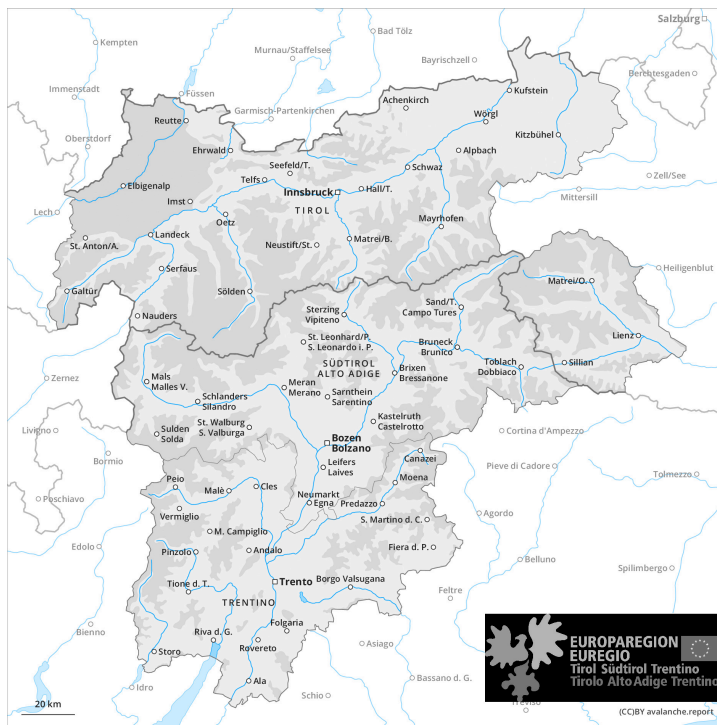 Salzburg
Kempten
Bad Tölz
Murnau/Staffelsee
Bayrischzell
Berchtesgaden
Immenstadt
Füssen
Garmisch-Partenkirchen
Achenkirch
Kufstein
Reutte
Wörgl
Oberstdorf
Kitzbühel
Ehrwald
Alpbach
Seefeld/T.
Schwaz
Telfs
Zell/See
Elbigenalp
Innsbruck
Hall/T.
Mittersill
Imst
TIROL
Lech
Oetz
Mayrhofen
St. Anton/A.
Landeck
Neustift/St.
Matrei/B.
Serfaus
Heiligenblut
Matrei/O.
Galtür
Sölden
Nauders
Sterzing
Vipiteno
Sand/T.
Campo Tures
Lienz
St. Leonhard/P.
S. Leonardo i. P.
Bruneck
Brunico
SÜDTIROL
ALTO ADIGE
Toblach
Dobbiaco
Sillian
Zernez
Mals
Malles V.
Meran
Merano
Brixen
Bressanone
Schlanders
Silandro
Sarnthein
Sarentino
Livigno
St. Walburg
S. Valburga
Kastelruth
Castelrotto
Sulden
Solda
Bozen
Bolzano
Cortina d'Ampezzo
Bormio
Canazei
Leifers
Laives
Pieve di Cadore
Tolmezzo
Peio
Malè
Cles
Moena
Poschiavo
Neumarkt
Egna
Predazzo
Vermiglio
Agordo
S. Martino d. C.
M. Campiglio
Edolo
Pinzolo
Andalo
Fiera d. P.
Belluno
Spilimbergo
Tione d. T.
Trento
Borgo Valsugana
Feltre
TRENTINO
Bienno
Folgaria
Riva d. G.
Rovereto
Asiago
Storo
Ala
Idro
Schio
Bassano d. G.
Treviso
EUROPAREGION
EUREGIO
Tirol Südtirol Trentino
Tirolo Alto Adige Trentino
20 km
(CC)BY avalanche.report